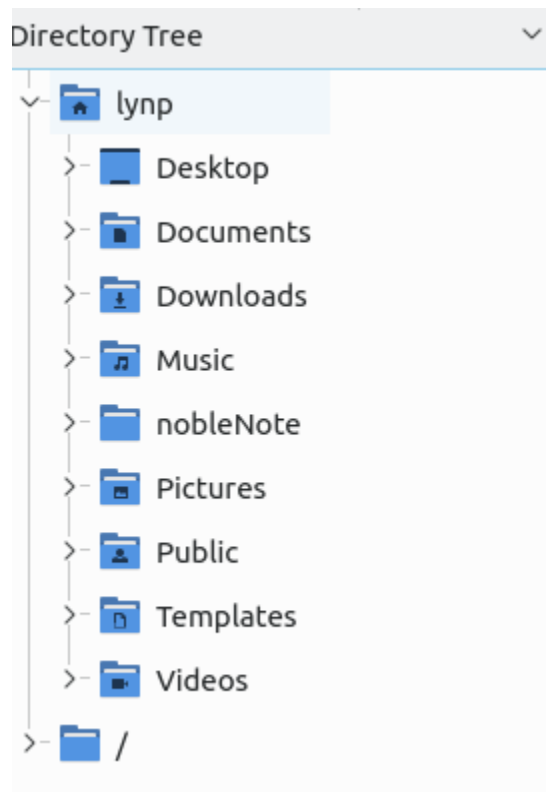 Directory Tree
lynp
Desktop
Documents
Downloads
Music
nobleNote
Pictures
Public
Templates
Videos
/